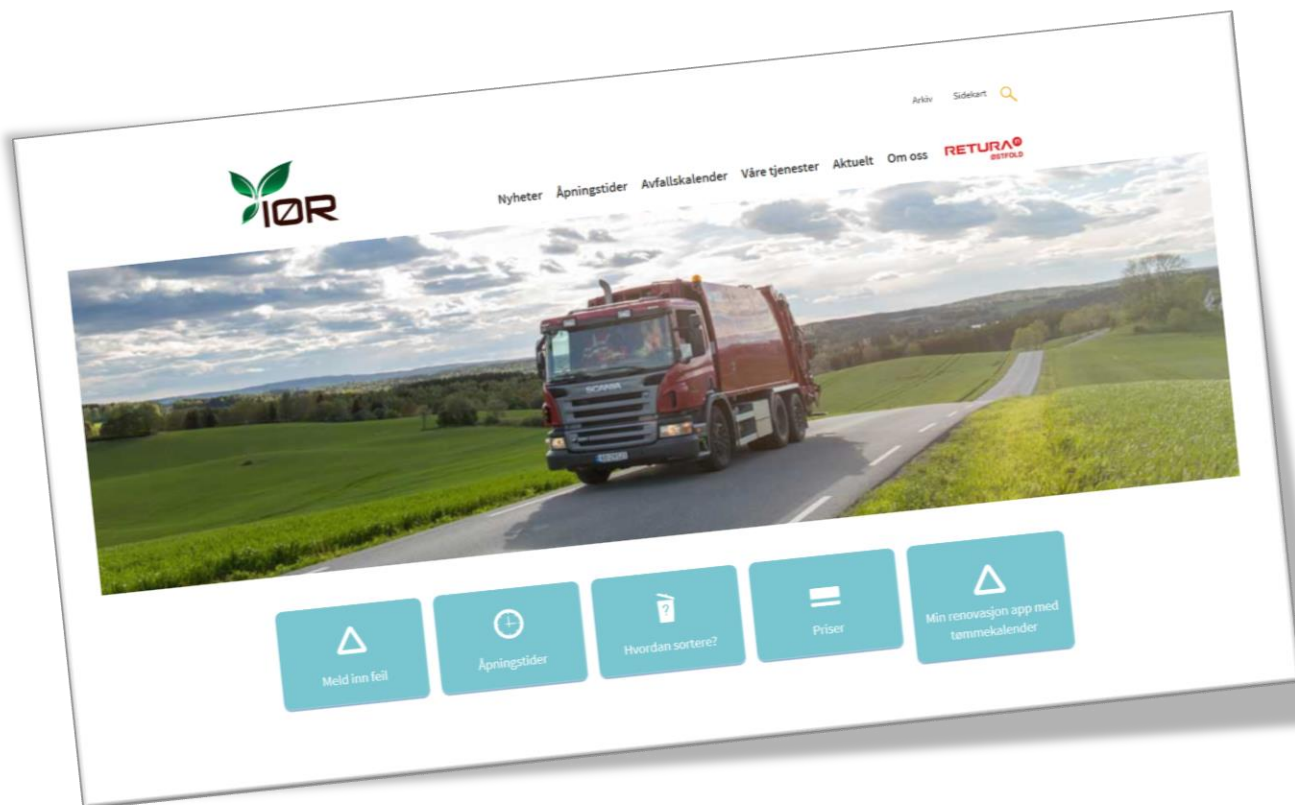 Arkiv Sidekart
IØR
Nyheter Åpningstider Avfallskalender Våre tjenester Aktuelt Om oss RETURA
ØSTFOLD
SCANIA
Meld inn feil
Åpningstider
?
Hvordan sortere?
Priser
Min renovasjon app med
tømmekalender